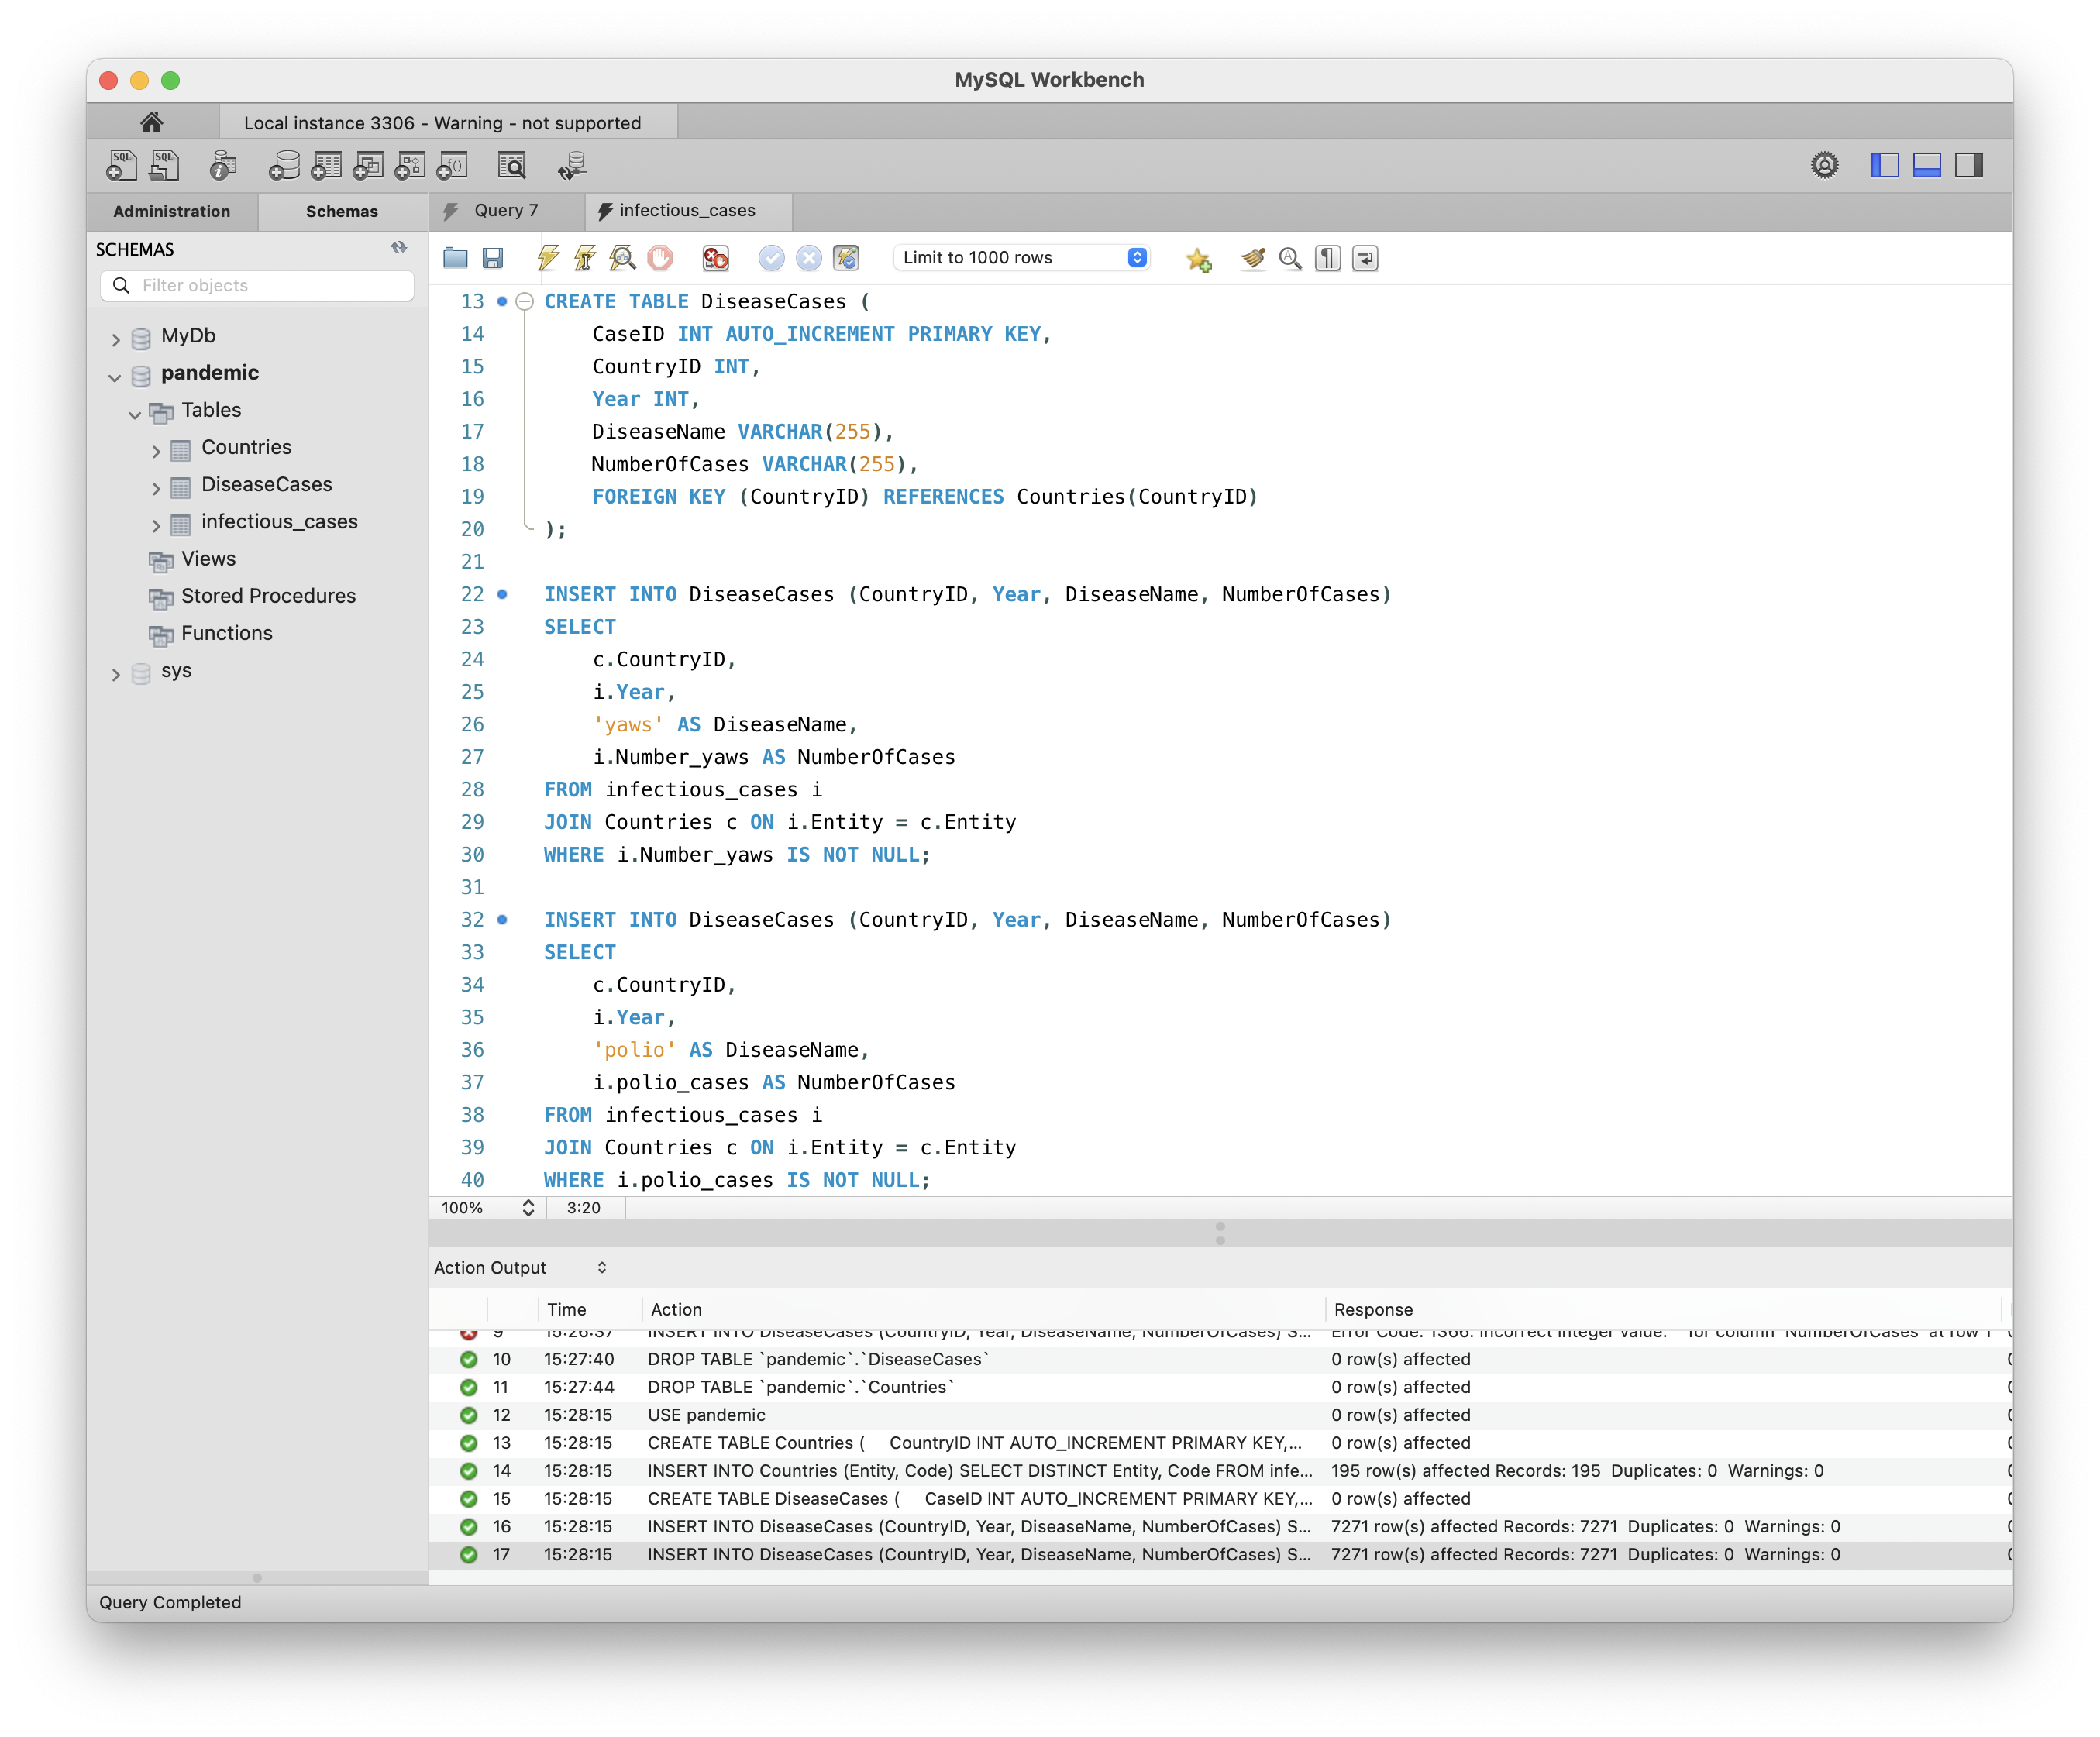 MySQL Workbench
Local instance 3306 - Warning - not supported
Administration
Schemas
Query 7
infectious_cases
SCHEMAS
Filter objects
MyDb
pandemic
Tables
Countries
DiseaseCases
infectious_cases
Views
Stored Procedures
Functions
sys
Limit to 1000 rows
13 CREATE TABLE DiseaseCases (
14 CaseID INT AUTO_INCREMENT PRIMARY KEY,
15 CountryID INT,
16 Year INT,
17 DiseaseName VARCHAR(255),
18 NumberOfCases VARCHAR(255),
19 FOREIGN KEY (CountryID) REFERENCES Countries(CountryID)
20 );
21
22 INSERT INTO DiseaseCases (CountryID, Year, DiseaseName, NumberOfCases)
23 SELECT
24 c.CountryID,
25 i.Year,
26 'yaws' AS DiseaseName,
27 i.Number_yaws AS NumberOfCases
28 FROM infectious_cases i
29 JOIN Countries c ON i.Entity = c.Entity
30 WHERE i.Number_yaws IS NOT NULL;
31
32 INSERT INTO DiseaseCases (CountryID, Year, DiseaseName, NumberOfCases)
33 SELECT
34 c.CountryID,
35 i.Year,
36 'polio' AS DiseaseName,
37 i.polio_cases AS NumberOfCases
38 FROM infectious_cases i
39 JOIN Countries c ON i.Entity = c.Entity
40 WHERE i.polio_cases IS NOT NULL;
100% 3:20
Action Output
Time Action Response
9 15:26:37 INSERT INTO DiseaseCases (CountryID, Year, DiseaseName, NumberOfCases) S... Error Code: 1366. Incorrect integer value: '' for column 'NumberOfCases' at row 1
10 15:27:40 DROP TABLE `pandemic`.`DiseaseCases` 0 row(s) affected
11 15:27:44 DROP TABLE `pandemic`.`Countries` 0 row(s) affected
12 15:28:15 USE pandemic 0 row(s) affected
13 15:28:15 CREATE TABLE Countries ( CountryID INT AUTO_INCREMENT PRIMARY KEY,... 0 row(s) affected
14 15:28:15 INSERT INTO Countries (Entity, Code) SELECT DISTINCT Entity, Code FROM infe... 195 row(s) affected Records: 195 Duplicates: 0 Warnings: 0
15 15:28:15 CREATE TABLE DiseaseCases ( CaseID INT AUTO_INCREMENT PRIMARY KEY,... 0 row(s) affected
16 15:28:15 INSERT INTO DiseaseCases (CountryID, Year, DiseaseName, NumberOfCases) S... 7271 row(s) affected Records: 7271 Duplicates: 0 Warnings: 0
17 15:28:15 INSERT INTO DiseaseCases (CountryID, Year, DiseaseName, NumberOfCases) S... 7271 row(s) affected Records: 7271 Duplicates: 0 Warnings: 0
Query Completed